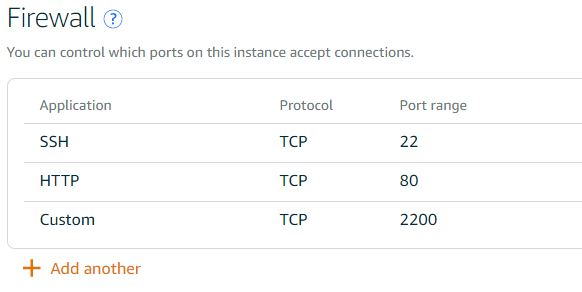 Firewall ?
You can control which ports on this instance accept connections.
Application Protocol Port range
SSH TCP 22
HTTP TCP 80
Custom TCP 2200
+ Add another